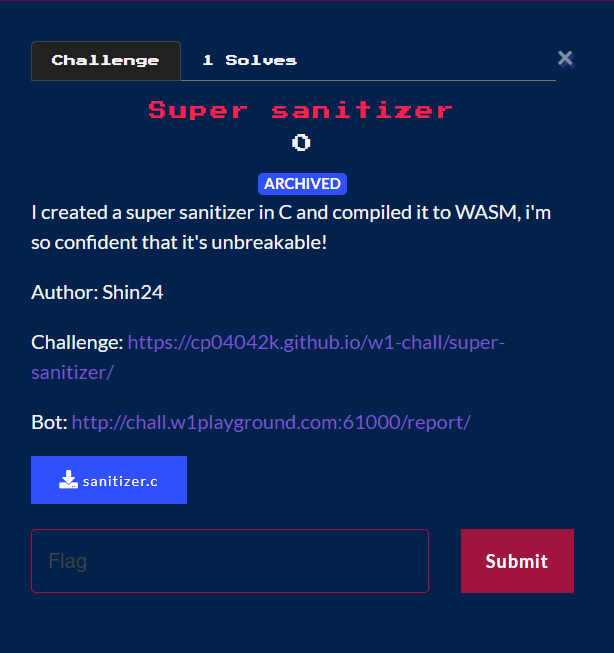 Challenge
1 Solves
×
Super sanitizer
0
ARCHIVED
I created a super sanitizer in C and compiled it to WASM, i'm
so confident that it's unbreakable!
Author: Shin24
Challenge: https://cp04042k.github.io/w1-chall/super-
sanitizer/
Bot: http://chall.w1playground.com:61000/report/
sanitizer.c
Flag
Submit